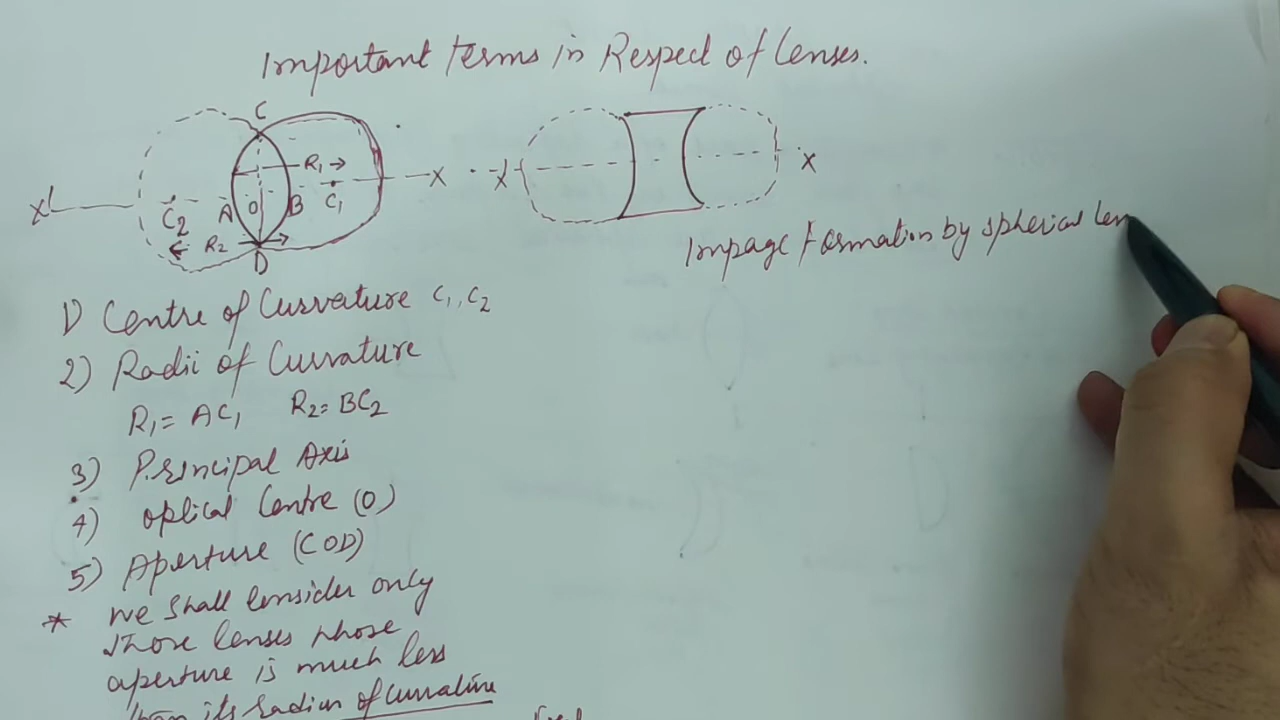 Important terms in Respect of Lenses.
C
R1 →
X
X'
C2
A
O
B
C1
R2 →
D
X'
X
Impage Formation by spherical Len
1) Centre of Curvature C1, C2
2) Radii of Curvature
R1 = AC1 R2 = BC2
3) Principal Axis
4) Optical Centre (O)
5) Aperture (COD)
* We shall Consider only
those lenses whose
aperture is much less
than its radius of curvature